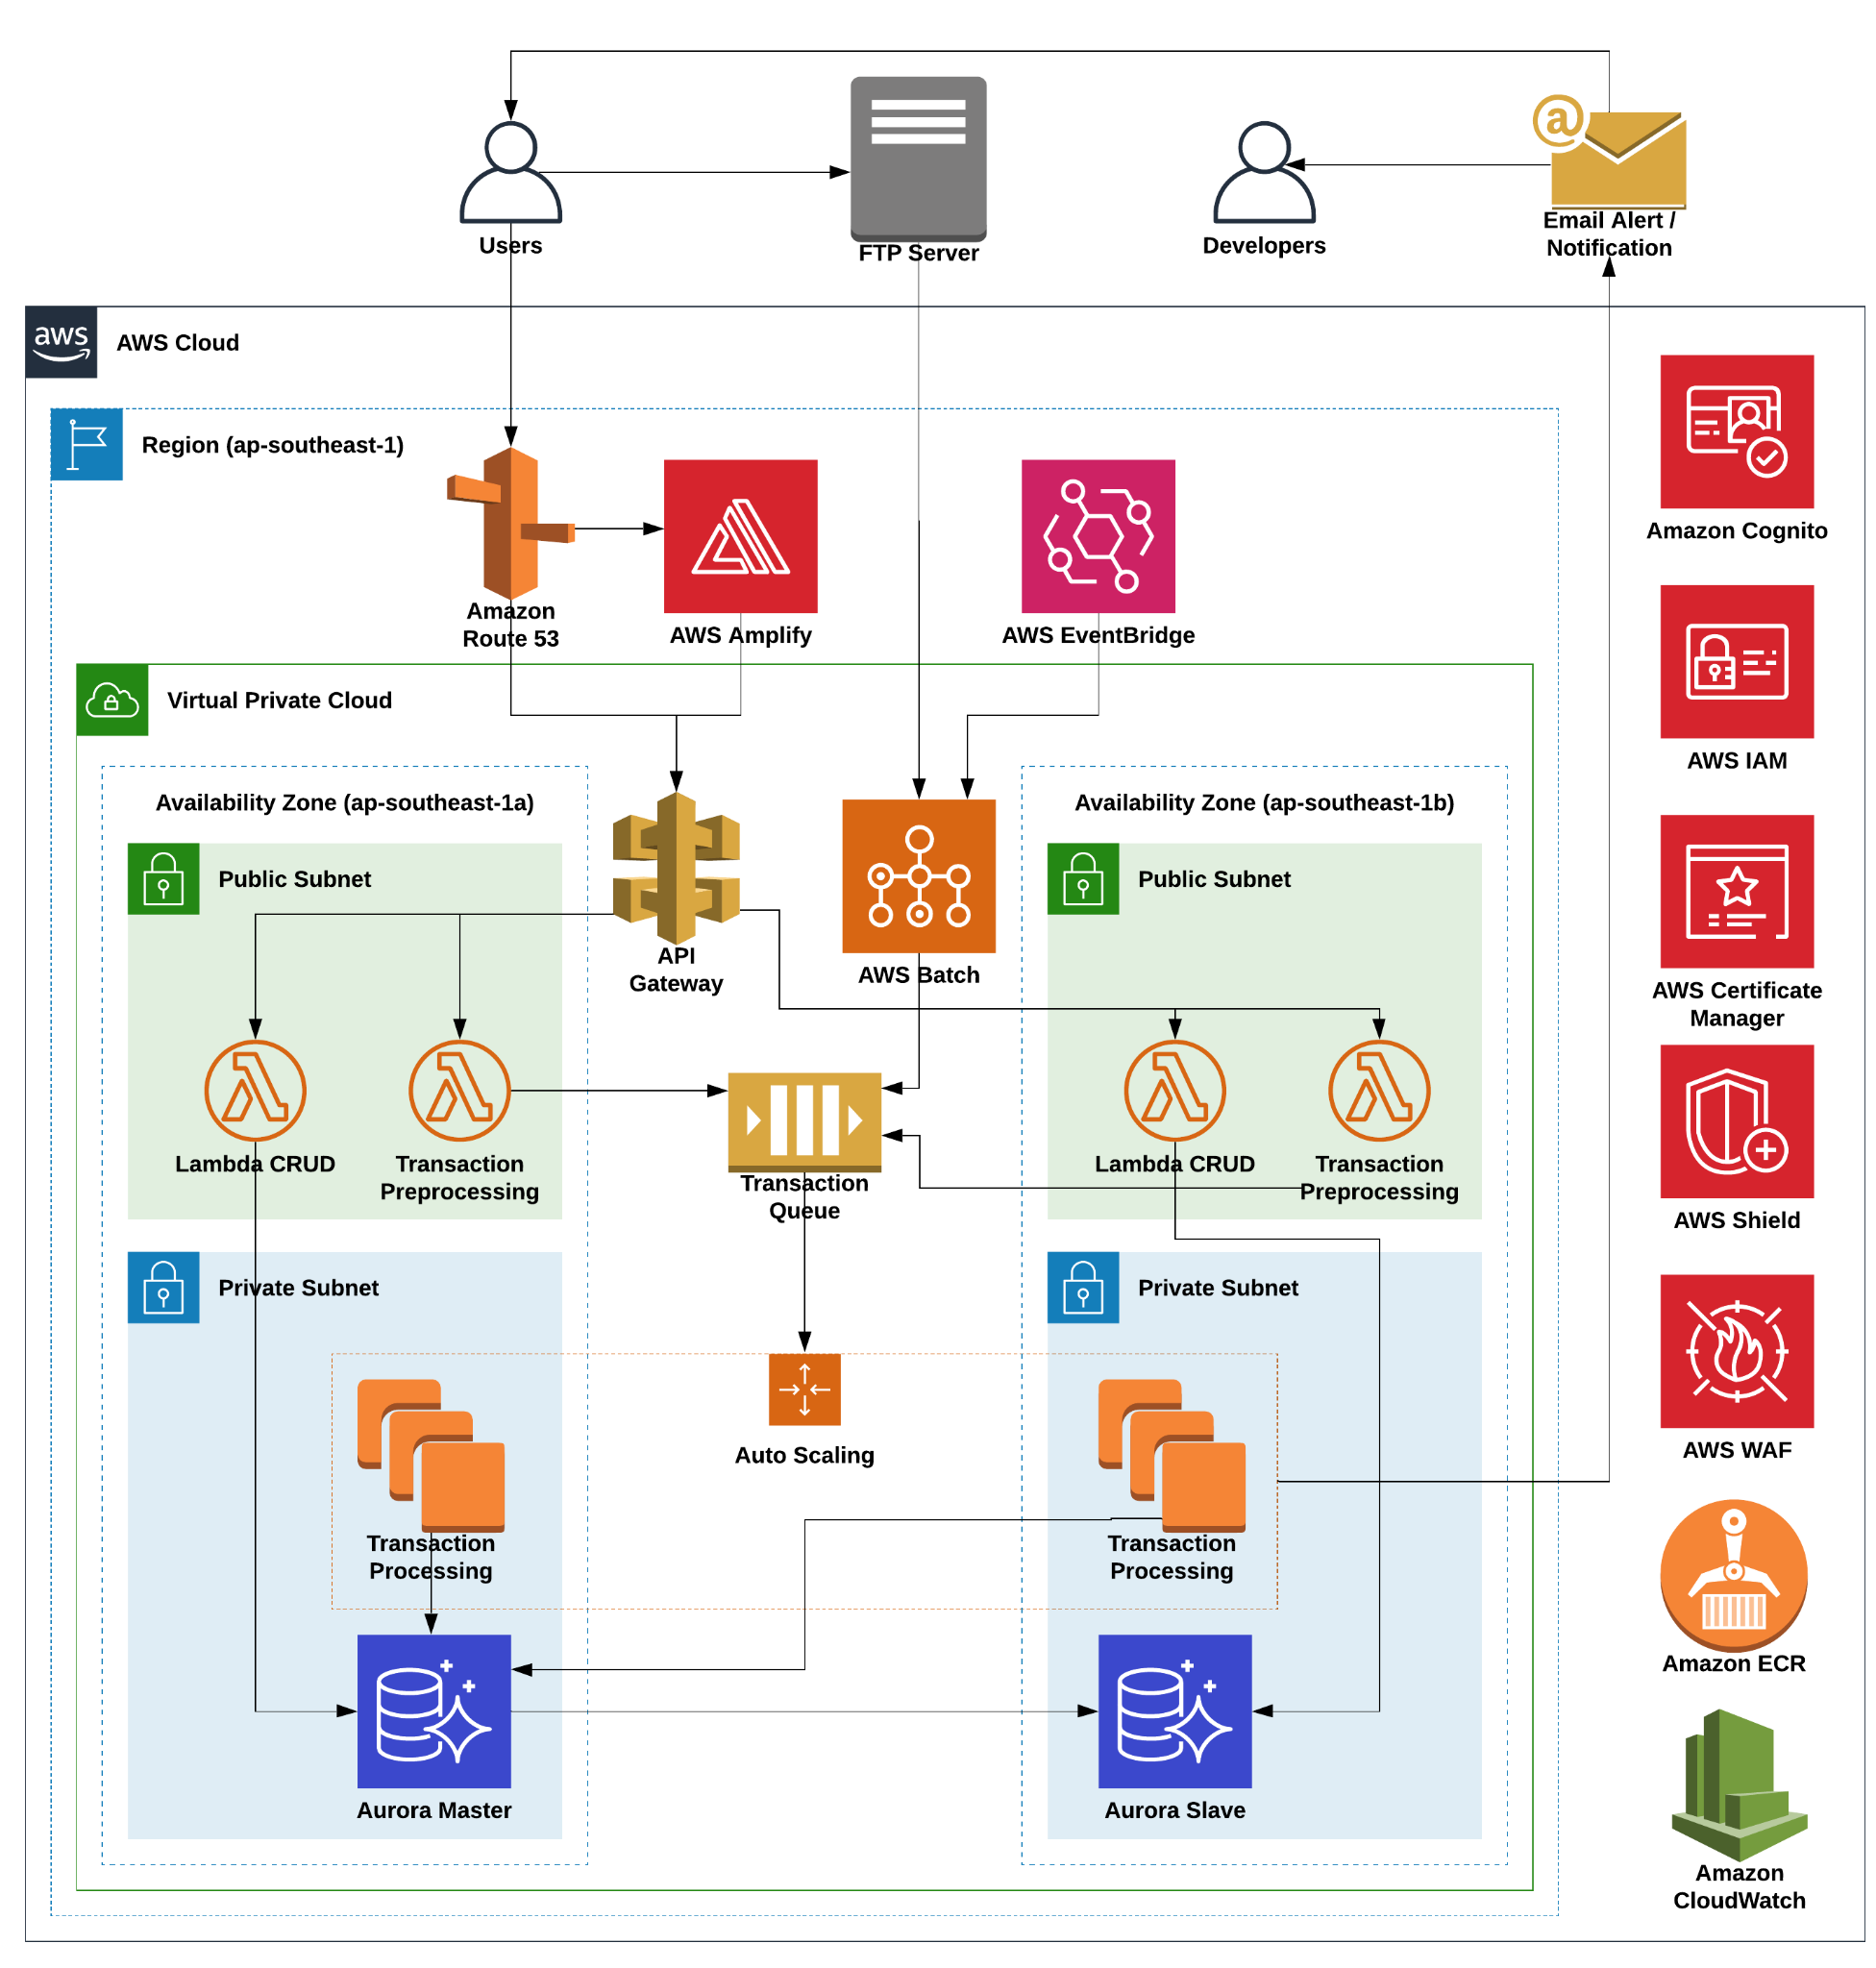 Users
FTP Server
Developers
@
Email Alert /
Notification
aws
AWS Cloud
Region (ap-southeast-1)
Amazon
Route 53
AWS Amplify
AWS EventBridge
Amazon Cognito
Virtual Private Cloud
AWS IAM
Availability Zone (ap-southeast-1a)
Availability Zone (ap-southeast-1b)
Public Subnet
Public Subnet
API
Gateway
AWS Batch
AWS Certificate
Manager
Lambda CRUD
Transaction
Preprocessing
Transaction
Queue
Lambda CRUD
Transaction
Preprocessing
AWS Shield
Private Subnet
Private Subnet
Auto Scaling
AWS WAF
Transaction
Processing
Transaction
Processing
Amazon ECR
Aurora Master
Aurora Slave
Amazon
CloudWatch